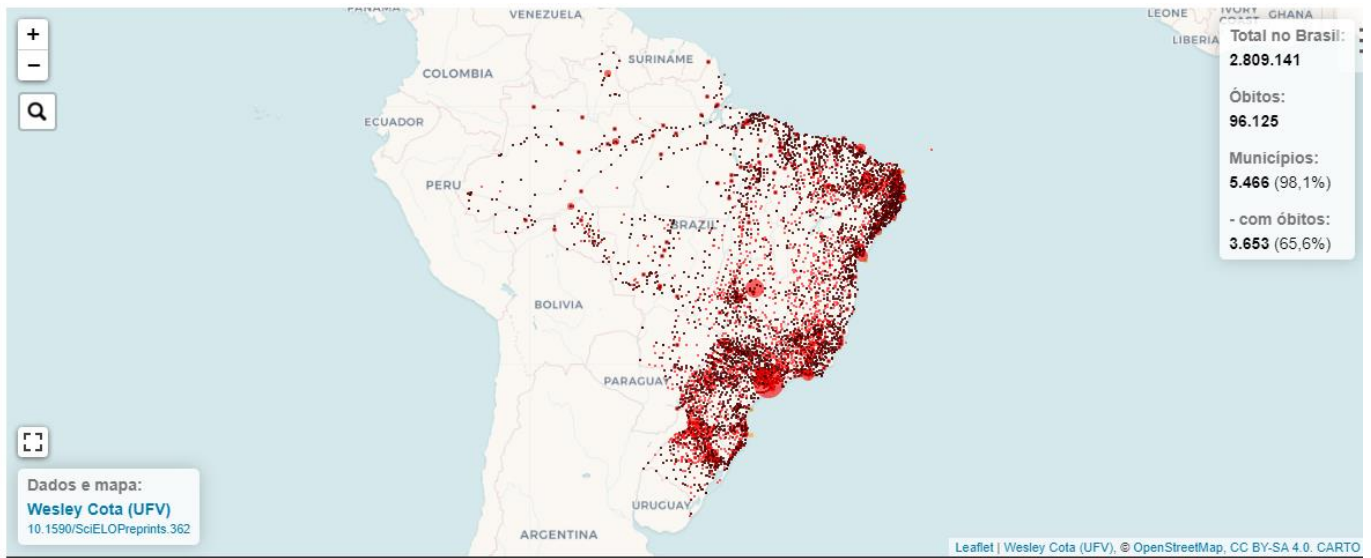 PANAMA
VENEZUELA
COLOMBIA
SURINAME
ECUADOR
PERU
BRAZIL
BOLIVIA
PARAGUAY
URUGUAY
ARGENTINA
LEONE
IVORY
COAST
GHANA
LIBERIA
+
−
Total no Brasil:
2.809.141
Óbitos:
96.125
Municípios:
5.466 (98,1%)
- com óbitos:
3.653 (65,6%)
Dados e mapa:
Wesley Cota (UFV)
10.1590/SciELOPreprints.362
Leaflet | Wesley Cota (UFV), © OpenStreetMap, CC BY-SA 4.0. CARTO